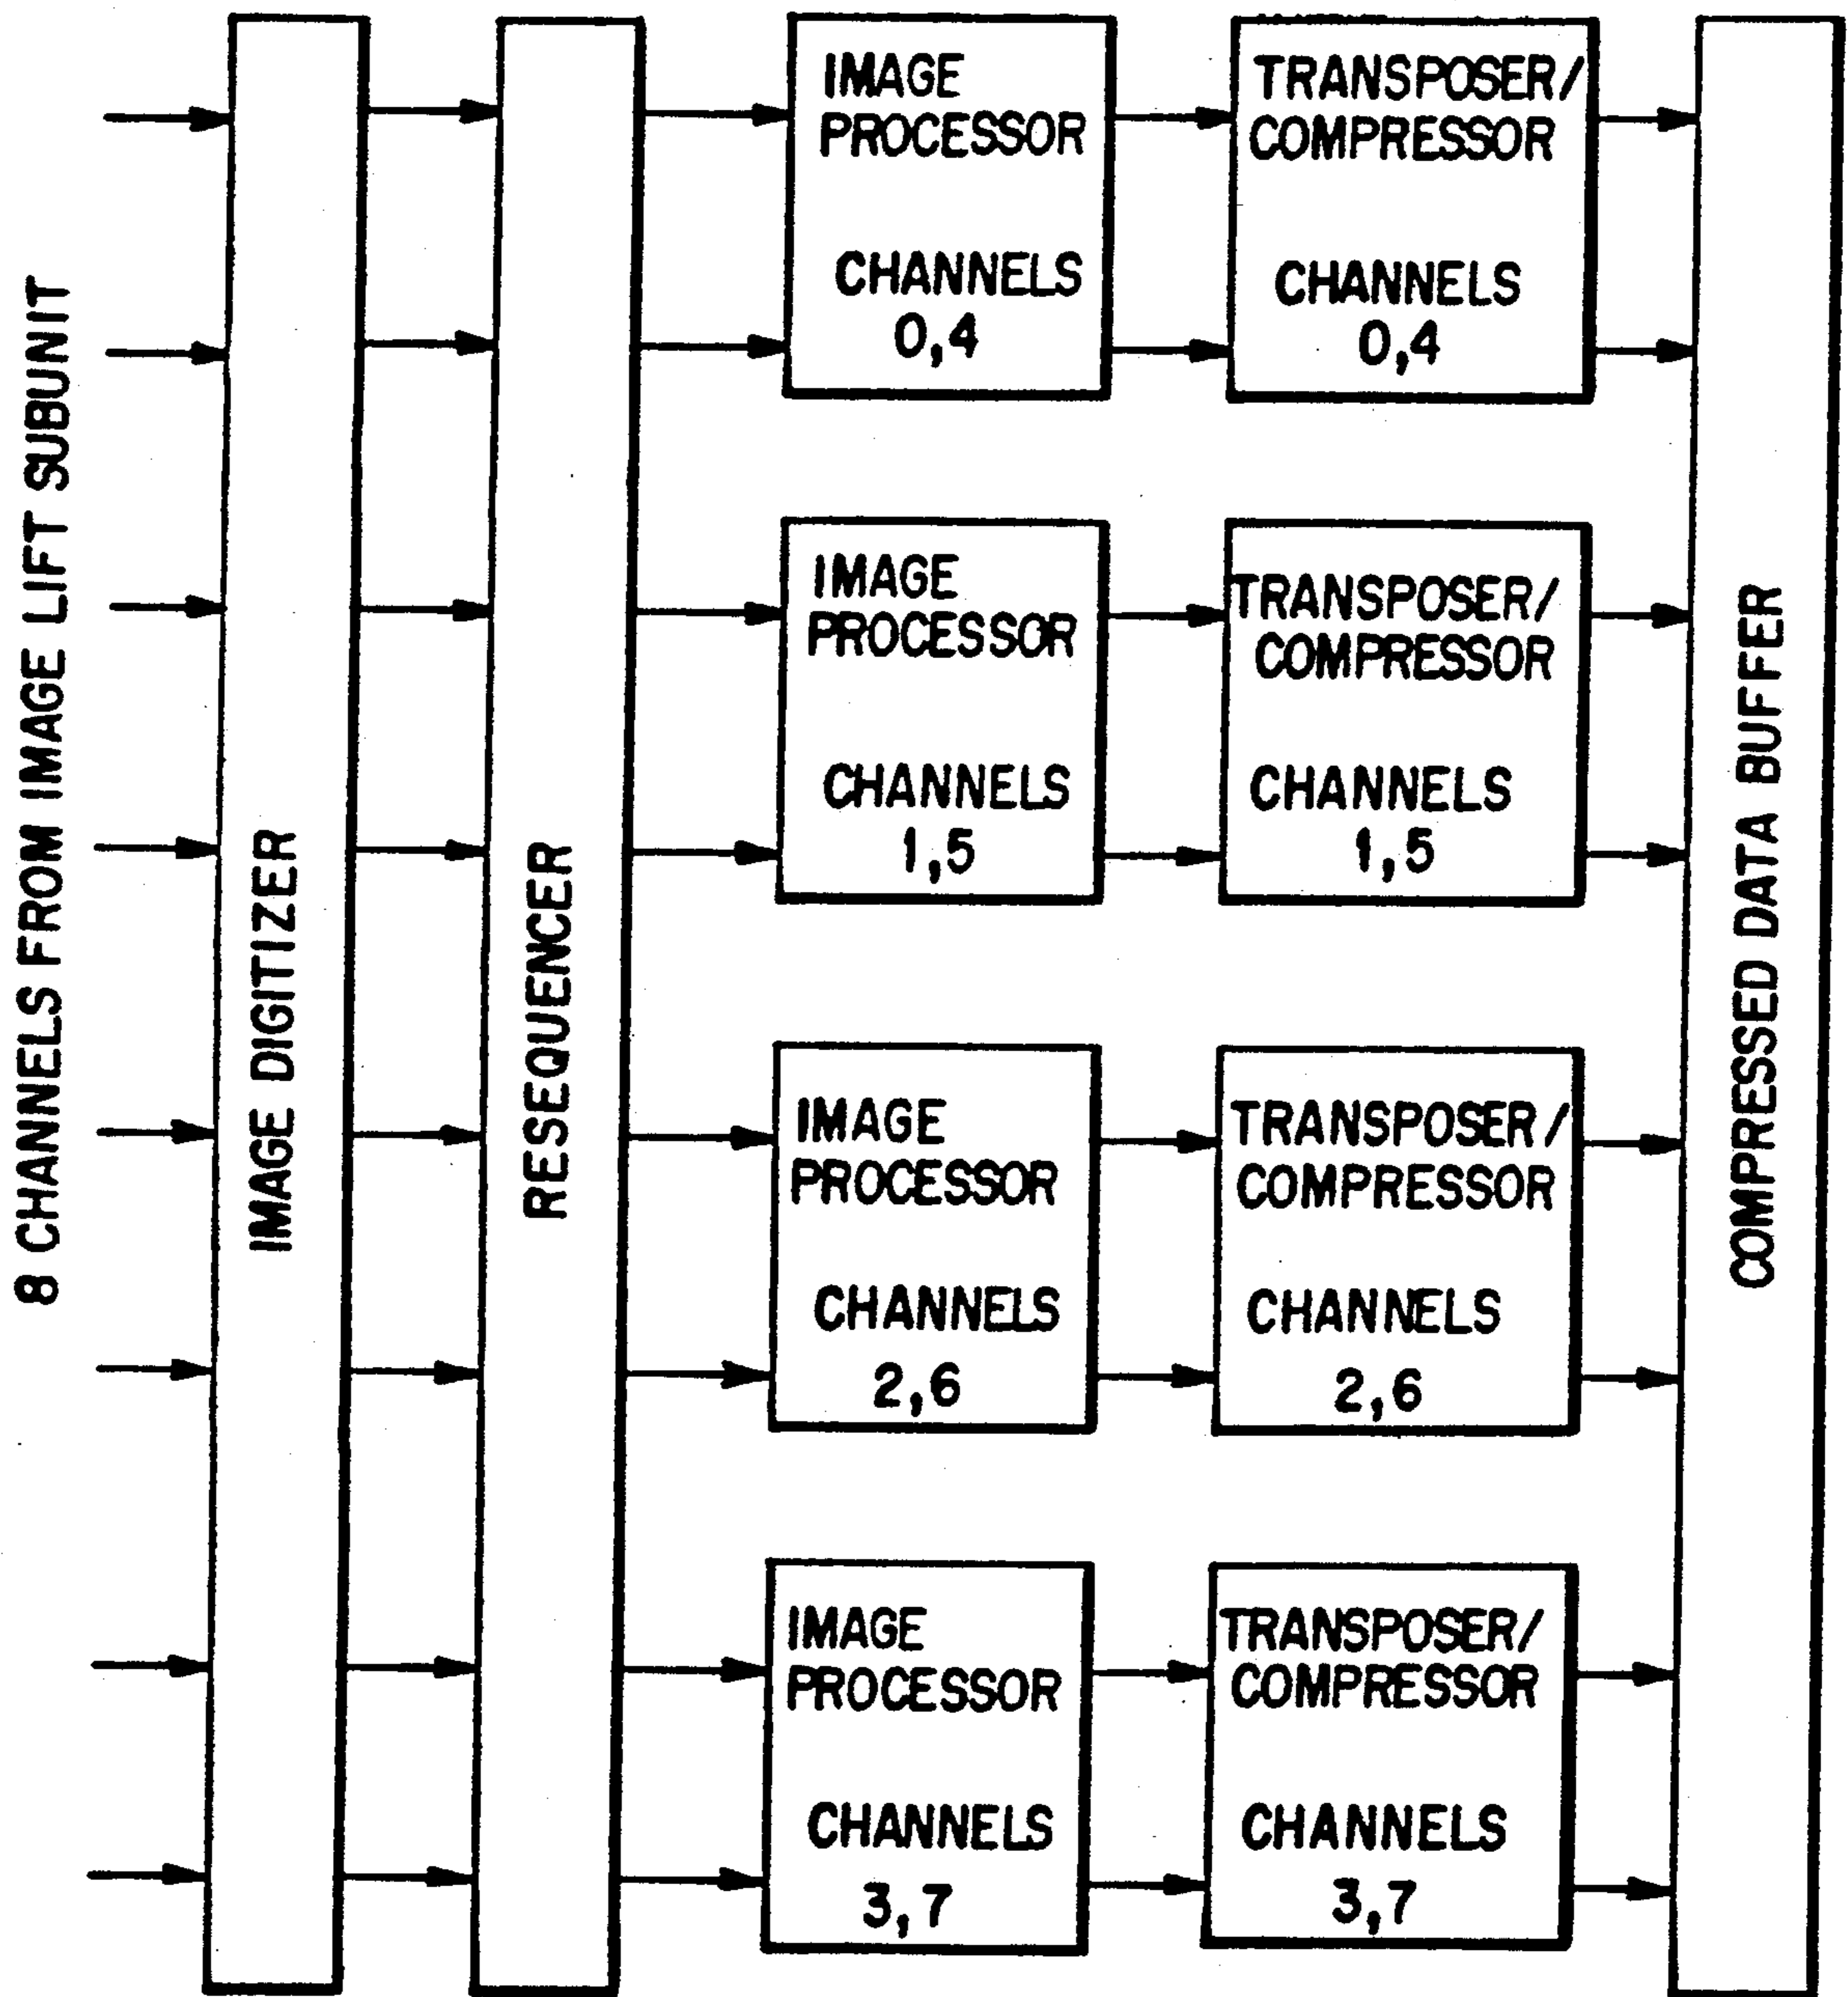 8 CHANNELS FROM IMAGE LIFT SUBUNIT
IMAGE DIGITIZER
RESEQUENCER
IMAGE
PROCESSOR
CHANNELS
0,4
TRANSPOSER/
COMPRESSOR
CHANNELS
0,4
IMAGE
PROCESSOR
CHANNELS
1,5
TRANSPOSER/
COMPRESSOR
CHANNELS
1,5
IMAGE
PROCESSOR
CHANNELS
2,6
TRANSPOSER/
COMPRESSOR
CHANNELS
2,6
IMAGE
PROCESSOR
CHANNELS
3,7
TRANSPOSER/
COMPRESSOR
CHANNELS
3,7
COMPRESSED DATA BUFFER